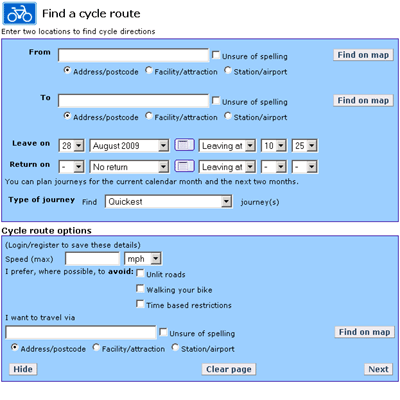 Find a cycle route
Enter two locations to find cycle directions
From
Unsure of spelling
Find on map
Address/postcode Facility/attraction Station/airport
To
Unsure of spelling
Find on map
Address/postcode Facility/attraction Station/airport
Leave on 28 August 2009 Leaving at 10 25
Return on - No return Leaving at - -
You can plan journeys for the current calendar month and the next two months.
Type of journey Find Quickest journey(s)
Cycle route options
(Login/register to save these details)
Speed (max) mph
I prefer, where possible, to avoid: Unlit roads
Walking your bike
Time based restrictions
I want to travel via
Unsure of spelling Find on map
Address/postcode Facility/attraction Station/airport
Hide Clear page Next